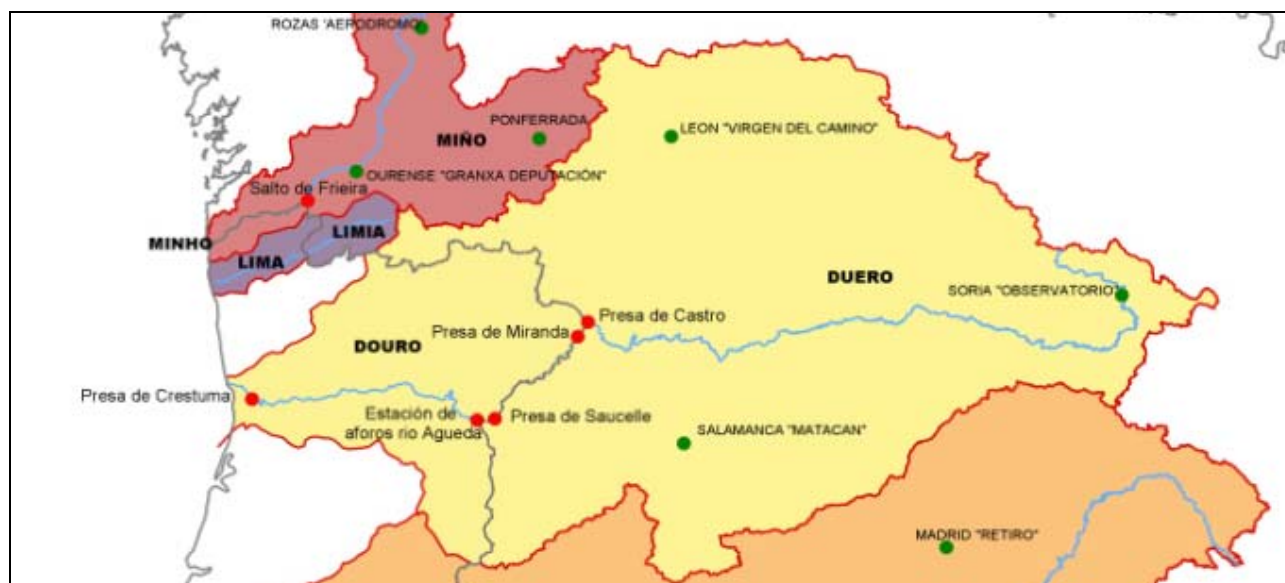 ROZAS 'AERODROMO'
PONFERRADA
LEON "VIRGEN DEL CAMINO"
MIÑO
OURENSE "GRANXA DEPUTACIÓN"
Salto de Frieira
MINHO
LIMIA
LIMA
DUERO
SORIA "OBSERVATORIO"
Presa de Castro
Presa de Miranda
DOURO
Presa de Crestuma
Estación de
aforos rio Agueda
Presa de Saucelle
SALAMANCA "MATACAN"
MADRID "RETIRO"